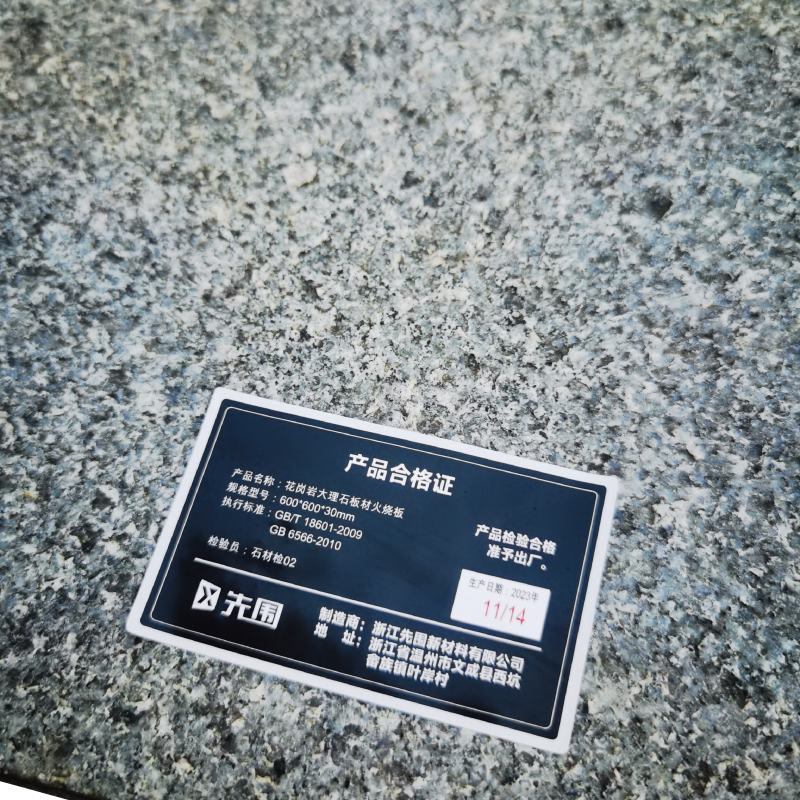 产品合格证
产品名称：花岗岩大理石板材火烧板
规格型号：600*600*30mm
执行标准：GB/T 18601-2009
GB 6566-2010
检验员：石材检02
产品检验合格
准予出厂。
生产日期：2023年
11/14
先围
制造商：浙江先围新材料有限公司
地 址：浙江省温州市文成县西坑
畲族镇叶岸村